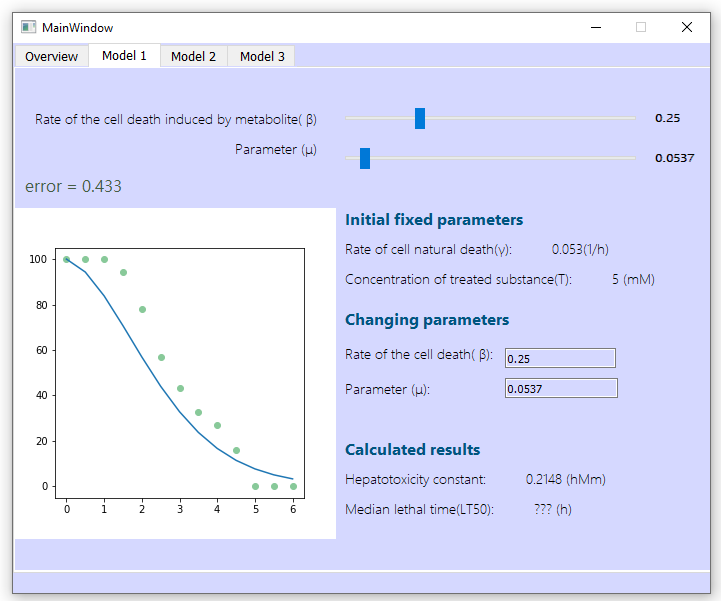 MainWindow
Overview Model 1 Model 2 Model 3
Rate of the cell death induced by metabolite( β) 0.25
Parameter (μ) 0.0537
error = 0.433
Initial fixed parameters
Rate of cell natural death(γ): 0.053(1/h)
Concentration of treated substance(T): 5 (mM)
Changing parameters
Rate of the cell death( β): 0.25
Parameter (μ): 0.0537
Calculated results
Hepatotoxicity constant: 0.2148 (hMm)
Median lethal time(LT50): ??? (h)
100
80
60
40
20
0
0 1 2 3 4 5 6